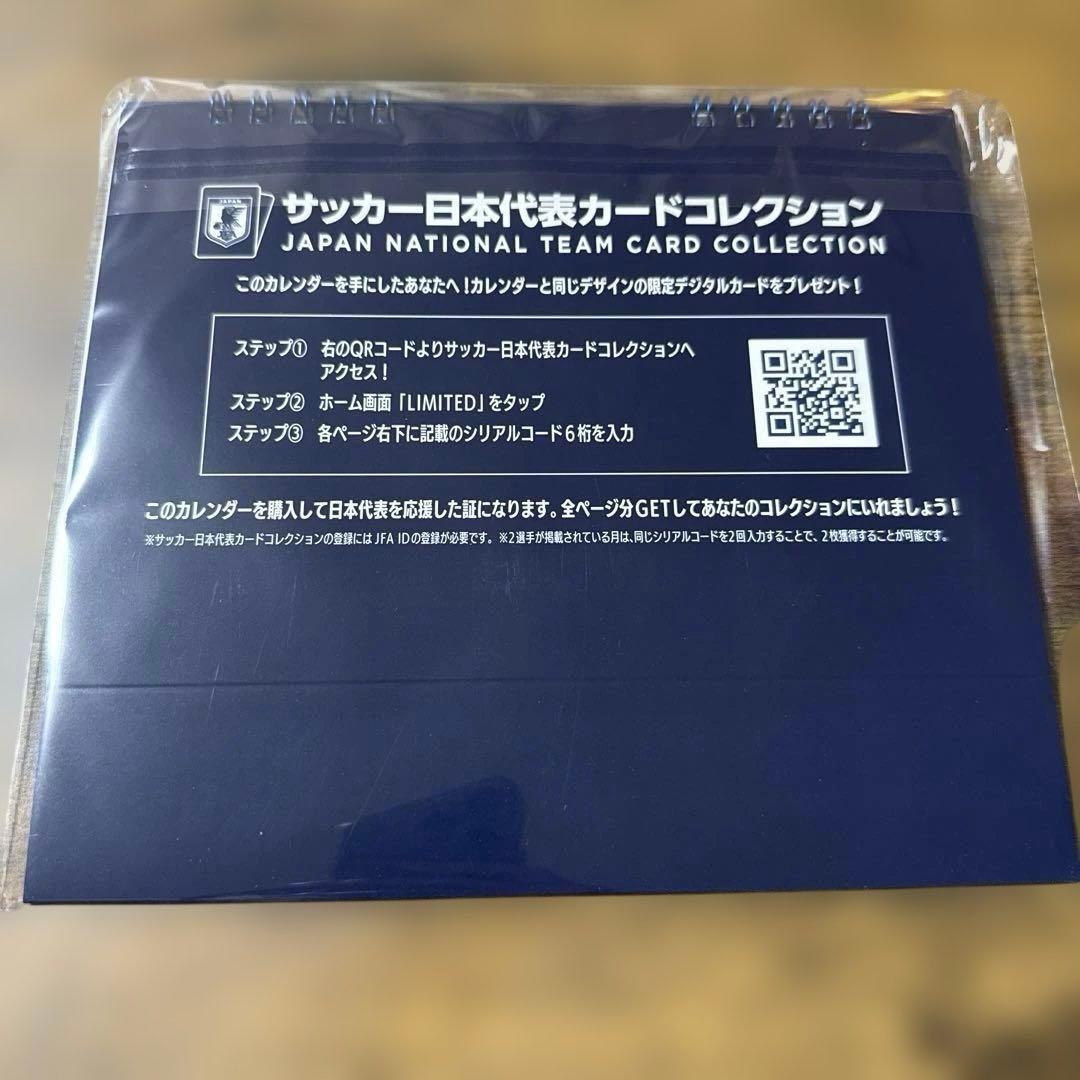 JAPAN
サッカー日本代表カードコレクション
JAPAN NATIONAL TEAM CARD COLLECTION
このカレンダーを手にしたあなたへ!カレンダーと同じデザインの限定デジタルカードをプレゼント!
ステップ① 右のQRコードよりサッカー日本代表カードコレクションへ
アクセス!
ステップ② ホーム画面「LIMITED」をタップ
ステップ③ 各ページ右下に記載のシリアルコード6桁を入力
このカレンダーを購入して日本代表を応援した証になります。全ページ分GETしてあなたのコレクションにいれましょう!
※サッカー日本代表カードコレクションの登録にはJFA IDの登録が必要です。※2選手が掲載されている月は、同じシリアルコードを2回入力することで、2枚獲得することが可能です。